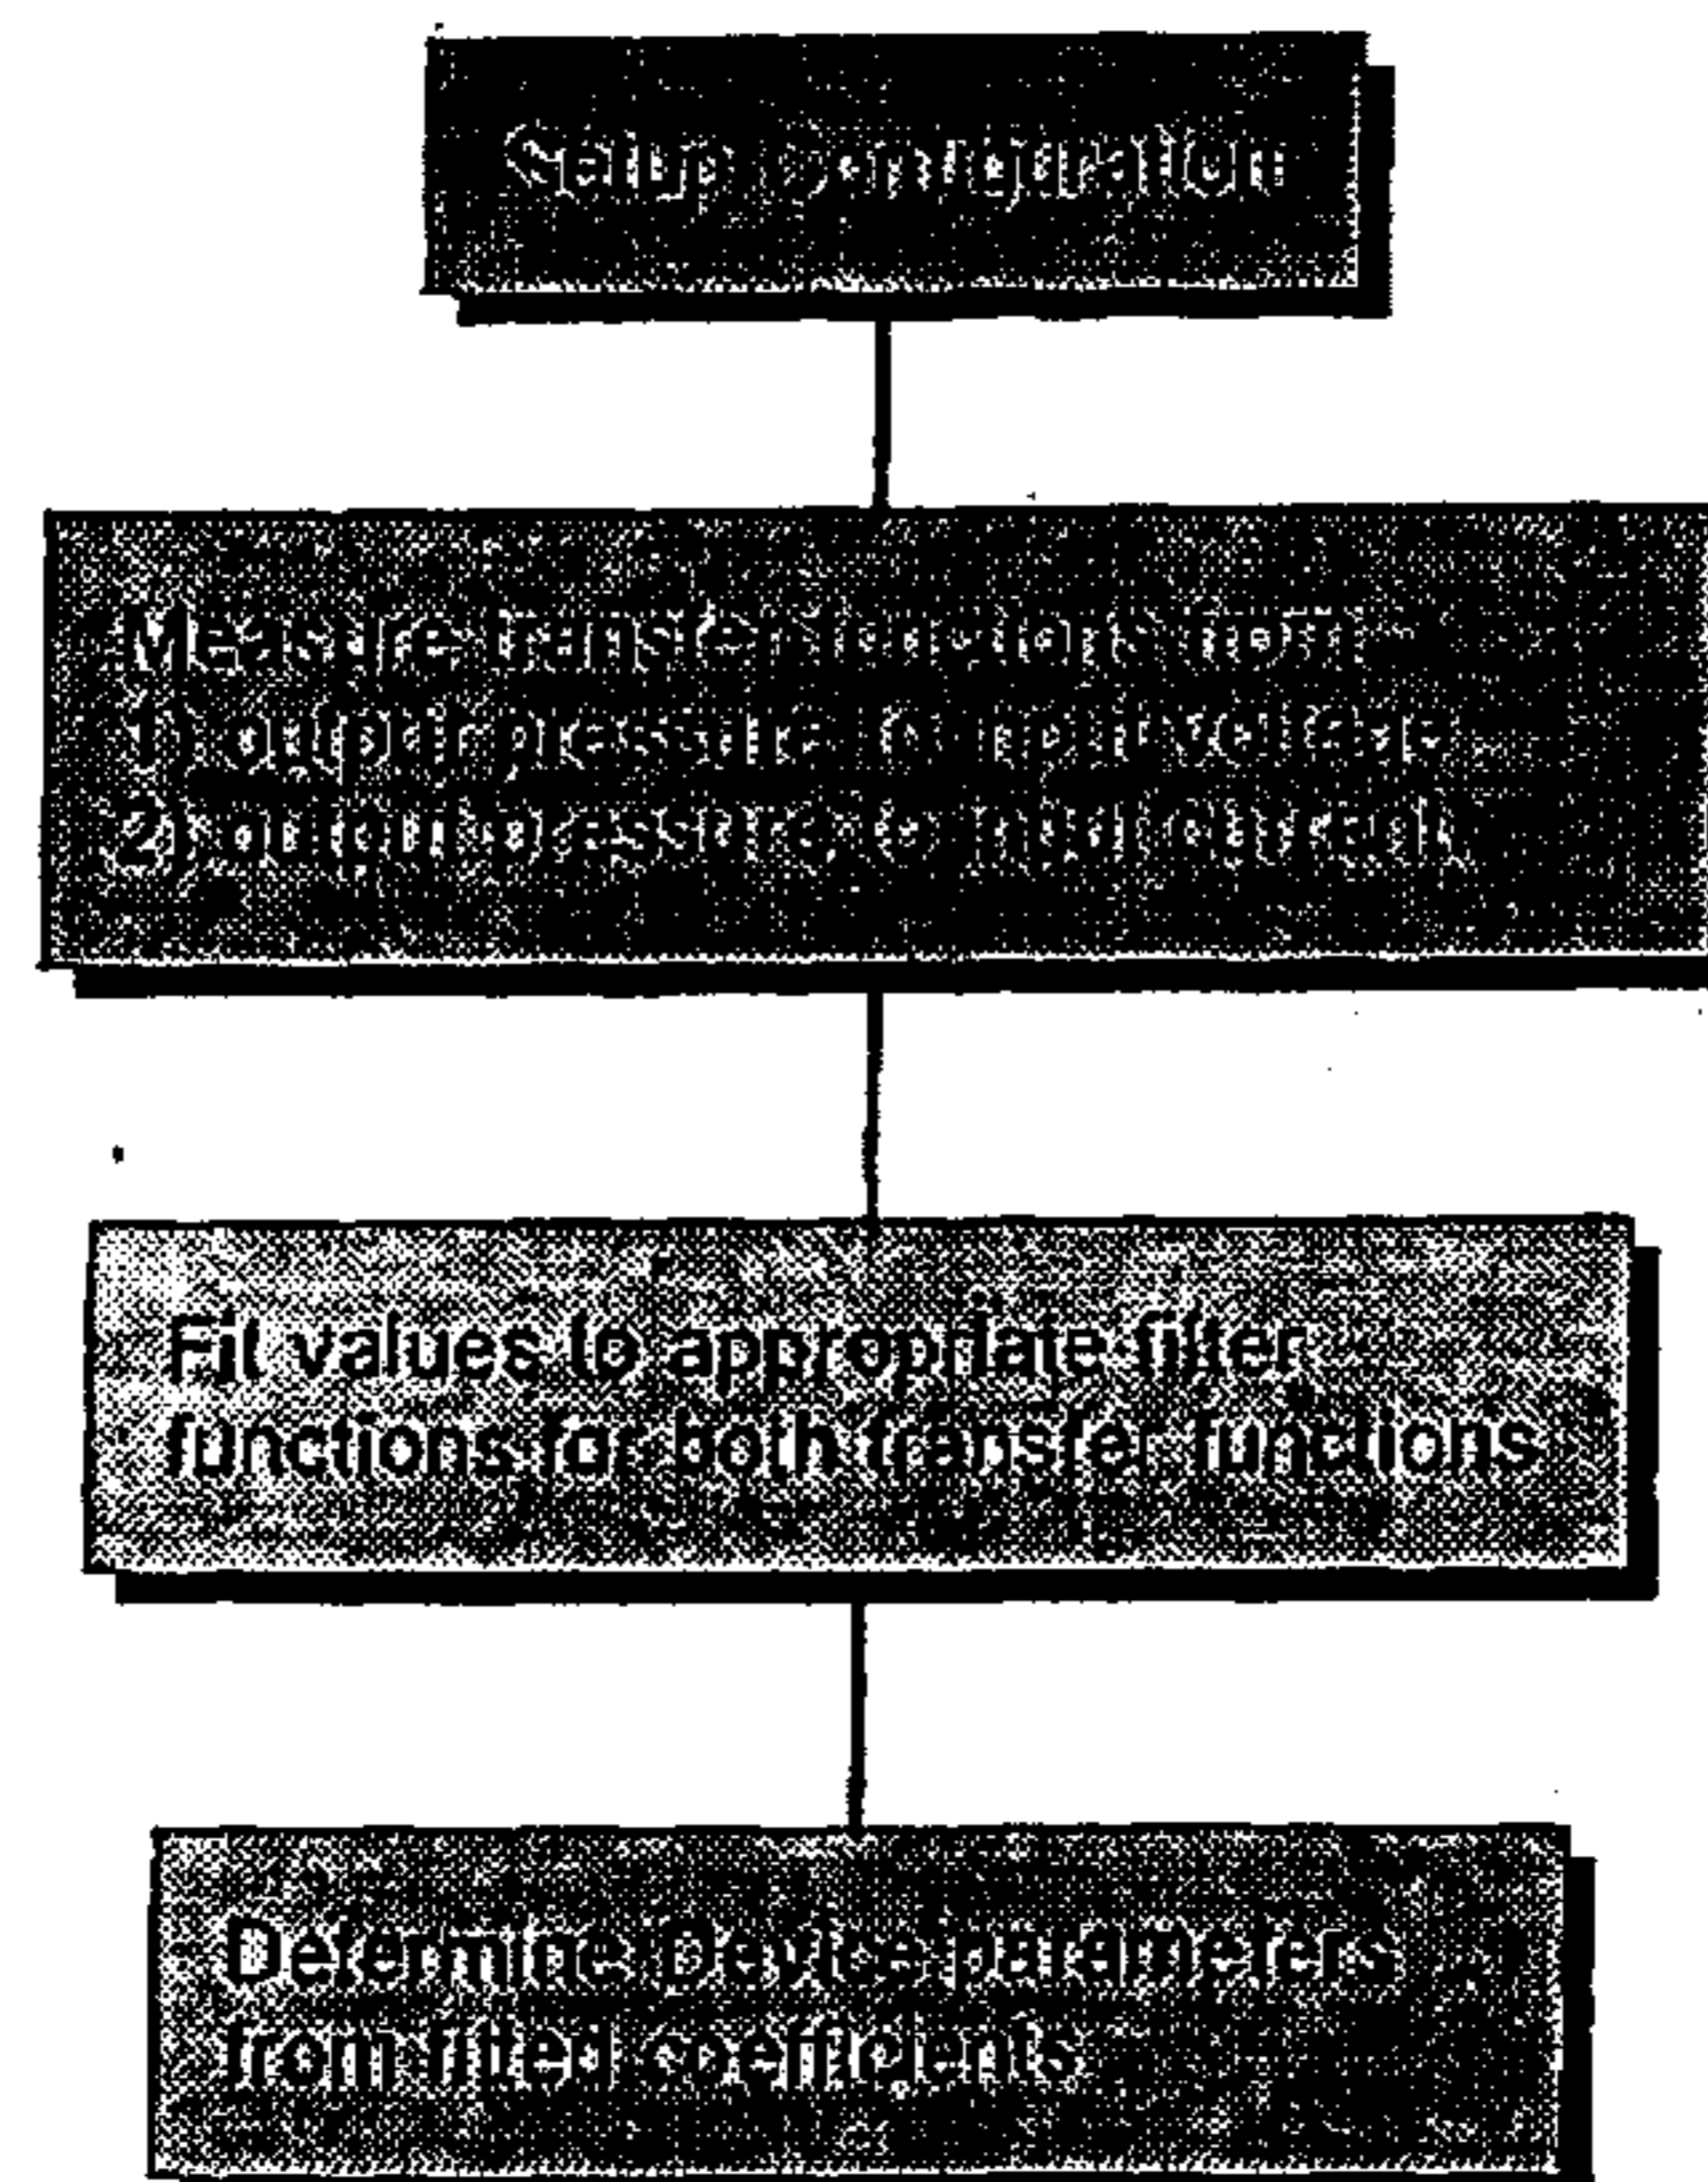 Setup Configuration
Measure transfer functions from
1) output pressure to input voltage
2) output pressure to input current
Fit values to appropriate filter
functions for both transfer functions
Determine Device parameters
from fitted coefficients